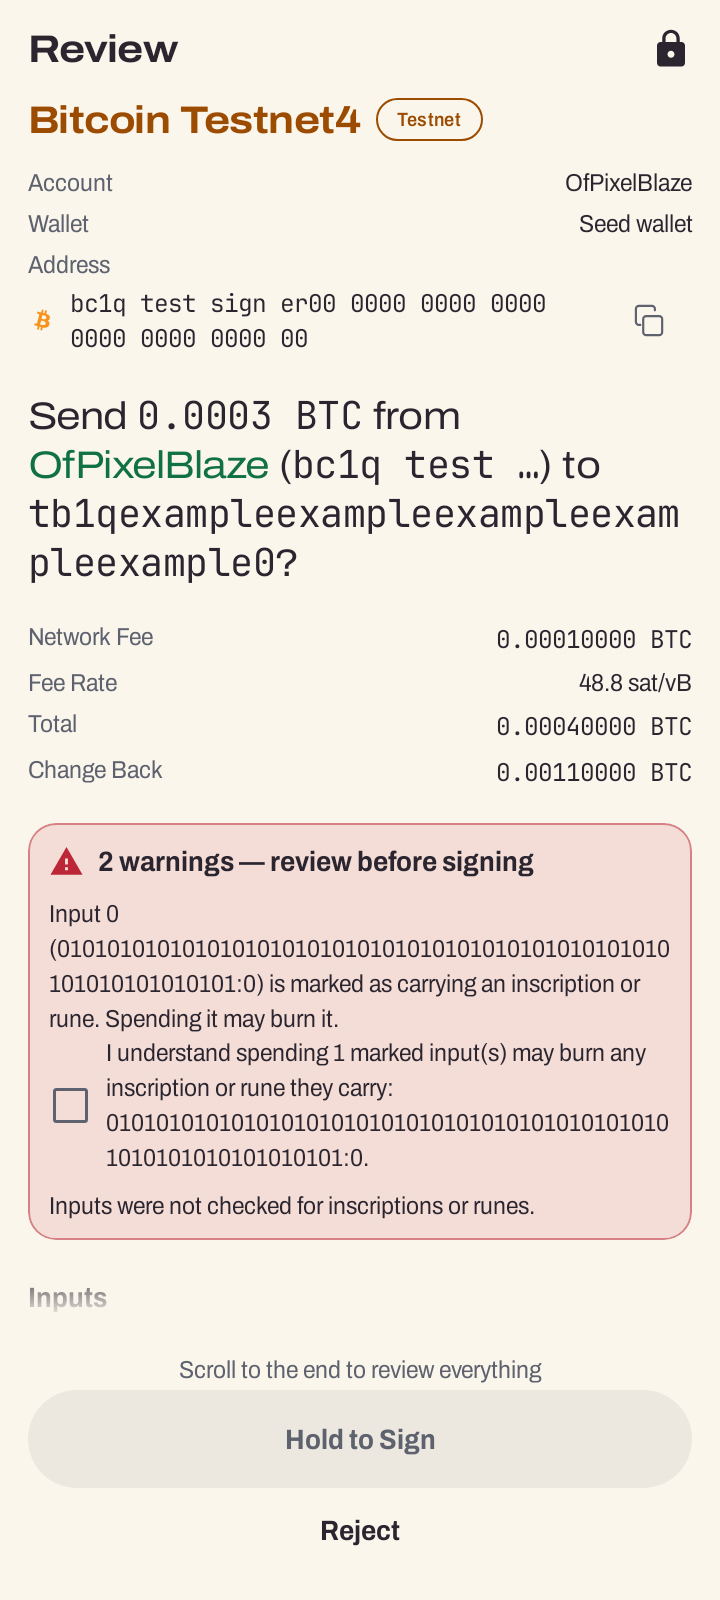 Review
Bitcoin Testnet4 Testnet
Account OfPixelBlaze
Wallet Seed wallet
Address
bc1q test sign er00 0000 0000 0000
0000 0000 0000 00
Send 0.0003 BTC from
OfPixelBlaze (bc1q test …) to
tb1qexampleexampleexampleexam
pleexample0?
Network Fee 0.00010000 BTC
Fee Rate 48.8 sat/vB
Total 0.00040000 BTC
Change Back 0.00110000 BTC
2 warnings — review before signing
Input 0
(0101010101010101010101010101010101010101010101010
101010101010101:0) is marked as carrying an inscription or
rune. Spending it may burn it.
I understand spending 1 marked input(s) may burn any
inscription or rune they carry:
01010101010101010101010101010101010101010101010
10101010101010101:0.
Inputs were not checked for inscriptions or runes.
Inputs
Scroll to the end to review everything
Hold to Sign
Reject